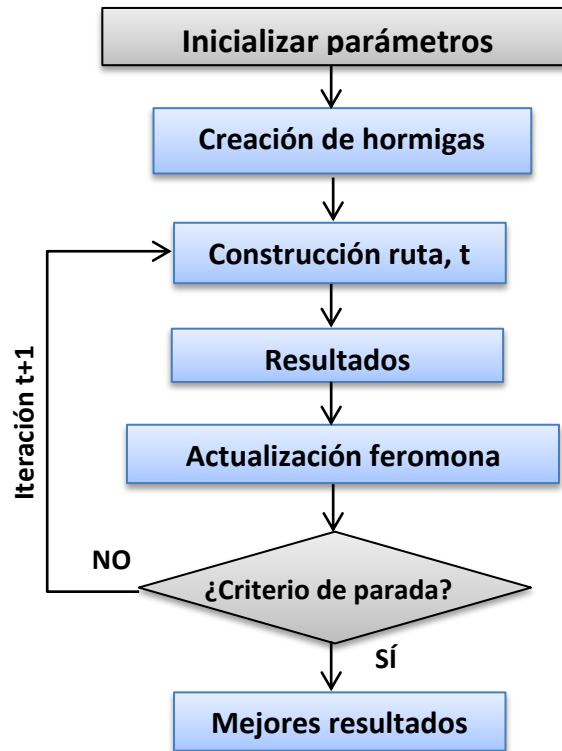 Inicializar parámetros
Creación de hormigas
Construcción ruta, t
Resultados
Actualización feromona
Iteración t+1
NO
¿Criterio de parada?
SÍ
Mejores resultados